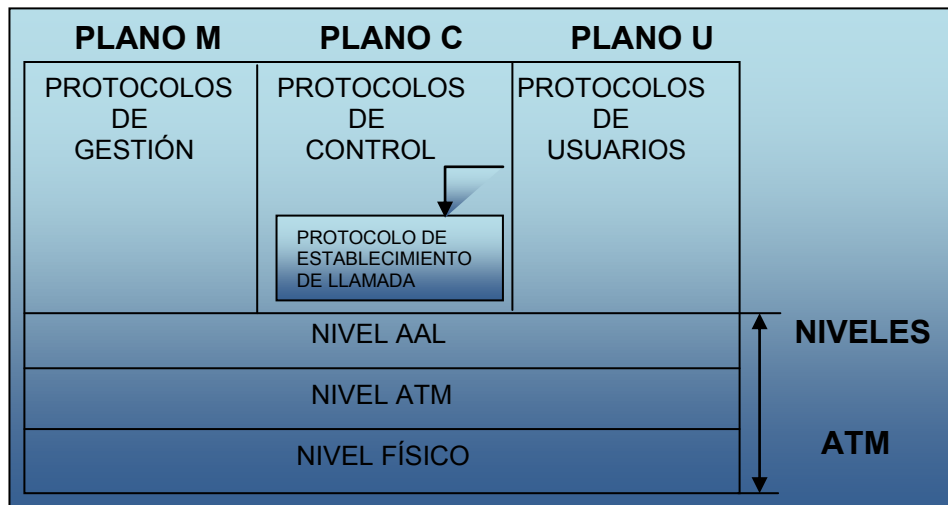 PLANO M
PLANO C
PLANO U
PROTOCOLOS
DE
GESTIÓN
PROTOCOLOS
DE
CONTROL
PROTOCOLOS
DE
USUARIOS
PROTOCOLO DE
ESTABLECIMIENTO
DE LLAMADA
NIVEL AAL
NIVEL ATM
NIVEL FÍSICO
NIVELES
ATM